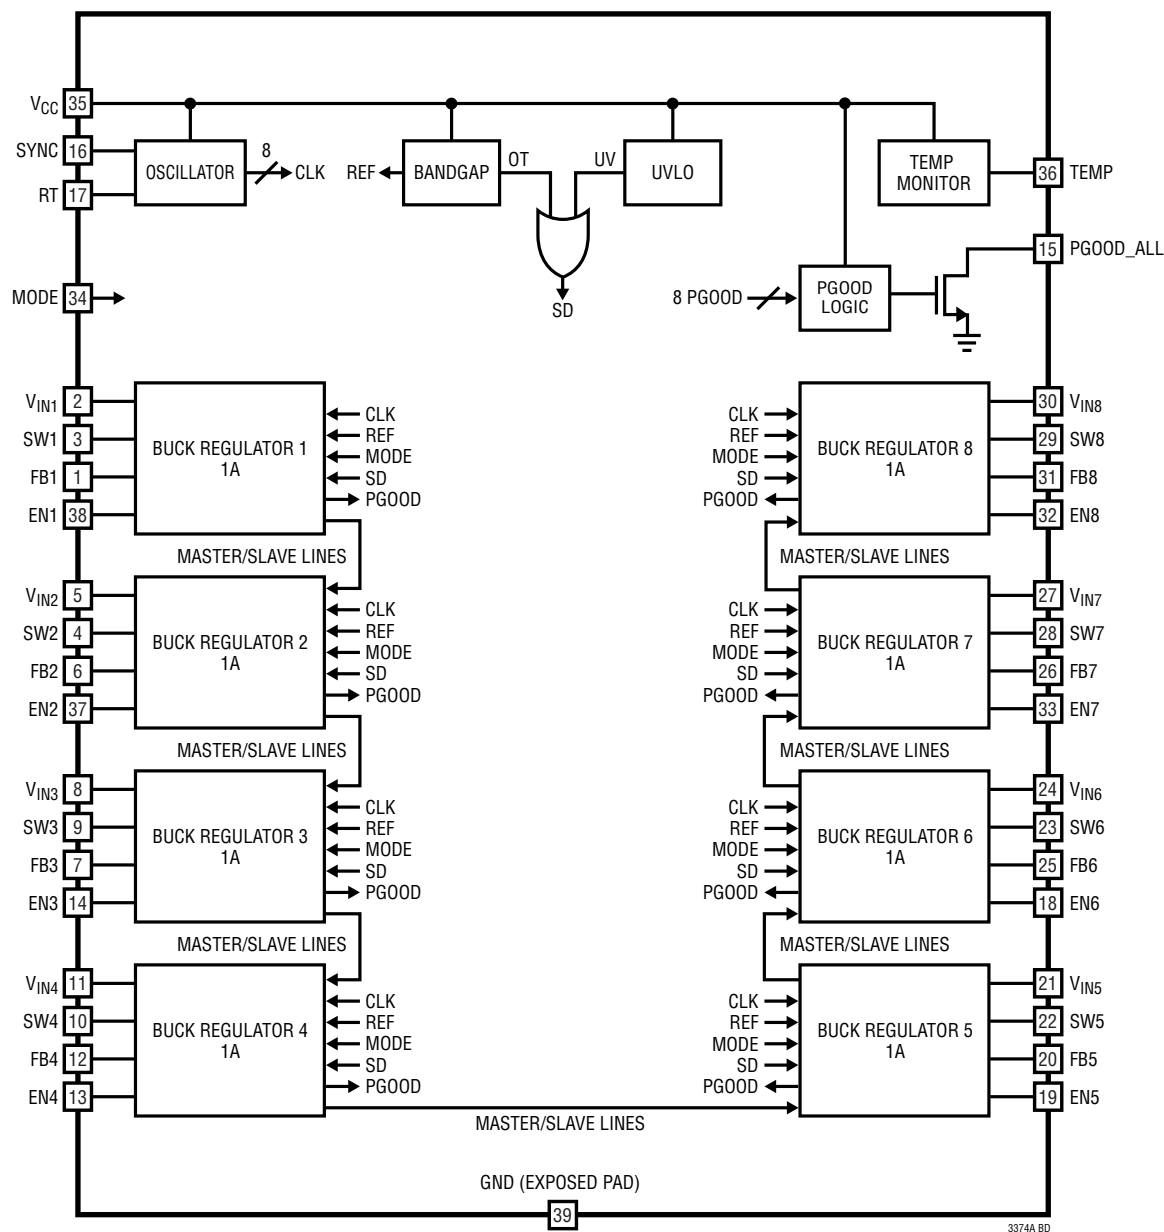 VCC 35
SYNC 16
RT 17
OSCILLATOR
8
CLK
REF
BANDGAP
OT
UV
UVLO
TEMP
MONITOR
36 TEMP
15 PGOOD_ALL
MODE 34
SD
8 PGOOD
PGOOD
LOGIC
VIN1 2
SW1 3
FB1 1
EN1 38
BUCK REGULATOR 1
1A
CLK
REF
MODE
SD
PGOOD
MASTER/SLAVE LINES
CLK
REF
MODE
SD
PGOOD
BUCK REGULATOR 8
1A
30 VIN8
29 SW8
31 FB8
32 EN8
MASTER/SLAVE LINES
VIN2 5
SW2 4
FB2 6
EN2 37
BUCK REGULATOR 2
1A
CLK
REF
MODE
SD
PGOOD
MASTER/SLAVE LINES
CLK
REF
MODE
SD
PGOOD
BUCK REGULATOR 7
1A
27 VIN7
28 SW7
26 FB7
33 EN7
MASTER/SLAVE LINES
VIN3 8
SW3 9
FB3 7
EN3 14
BUCK REGULATOR 3
1A
CLK
REF
MODE
SD
PGOOD
MASTER/SLAVE LINES
CLK
REF
MODE
SD
PGOOD
BUCK REGULATOR 6
1A
24 VIN6
23 SW6
25 FB6
18 EN6
MASTER/SLAVE LINES
VIN4 11
SW4 10
FB4 12
EN4 13
BUCK REGULATOR 4
1A
CLK
REF
MODE
SD
PGOOD
CLK
REF
MODE
SD
PGOOD
BUCK REGULATOR 5
1A
21 VIN5
22 SW5
20 FB5
19 EN5
MASTER/SLAVE LINES
GND (EXPOSED PAD)
39
3374A BD